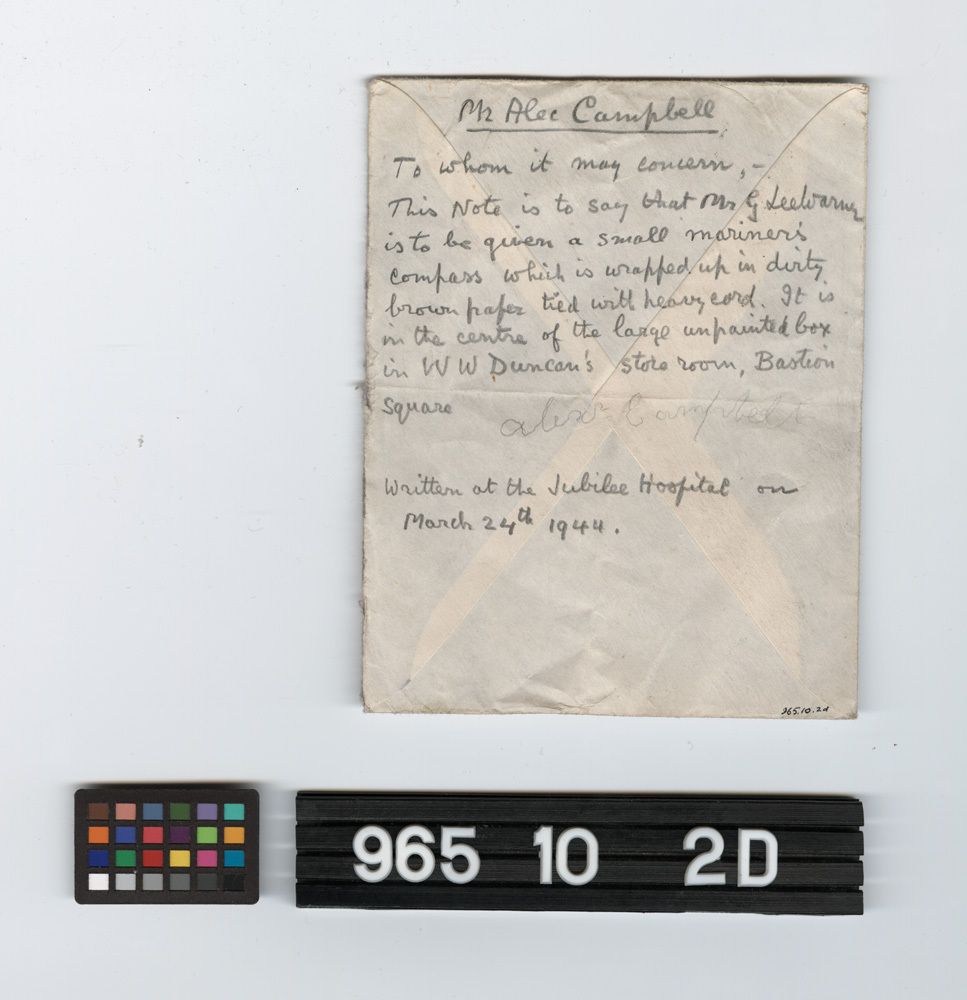 Mr Alec Campbell
To whom it may concern,-
This Note is to say that Mr G Leewarner
is to be given a small mariner's
compass which is wrapped up in dirty
brown paper tied with heavy cord. It is
in the centre of the large unpainted box
in W W Duncan's store room, Bastion
Square
Campbell
Written at the Jubilee Hospital on
March 24th 1944.
965.10.2d
965 10 2D